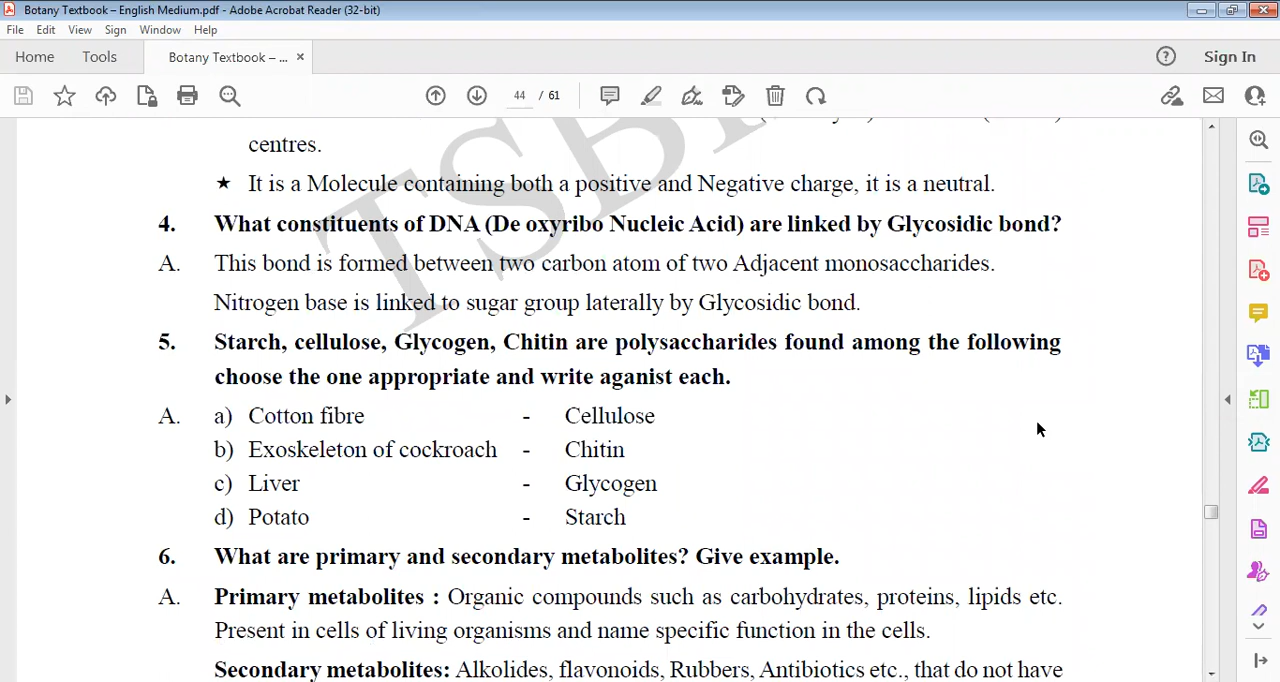 Botany Textbook – English Medium.pdf - Adobe Acrobat Reader (32-bit)
File Edit View Sign Window Help
Home Tools Botany Textbook – ... × Sign In
44 / 61
centres.
★ It is a Molecule containing both a positive and Negative charge, it is a neutral.
4. What constituents of DNA (De oxyribo Nucleic Acid) are linked by Glycosidic bond?
A. This bond is formed between two carbon atom of two Adjacent monosaccharides.
Nitrogen base is linked to sugar group laterally by Glycosidic bond.
5. Starch, cellulose, Glycogen, Chitin are polysaccharides found among the following
choose the one appropriate and write aganist each.
A. a) Cotton fibre - Cellulose
b) Exoskeleton of cockroach - Chitin
c) Liver - Glycogen
d) Potato - Starch
6. What are primary and secondary metabolites? Give example.
A. Primary metabolites : Organic compounds such as carbohydrates, proteins, lipids etc.
Present in cells of living organisms and name specific function in the cells.
Secondary metabolites: Alkolides, flavonoids, Rubbers, Antibiotics etc., that do not have